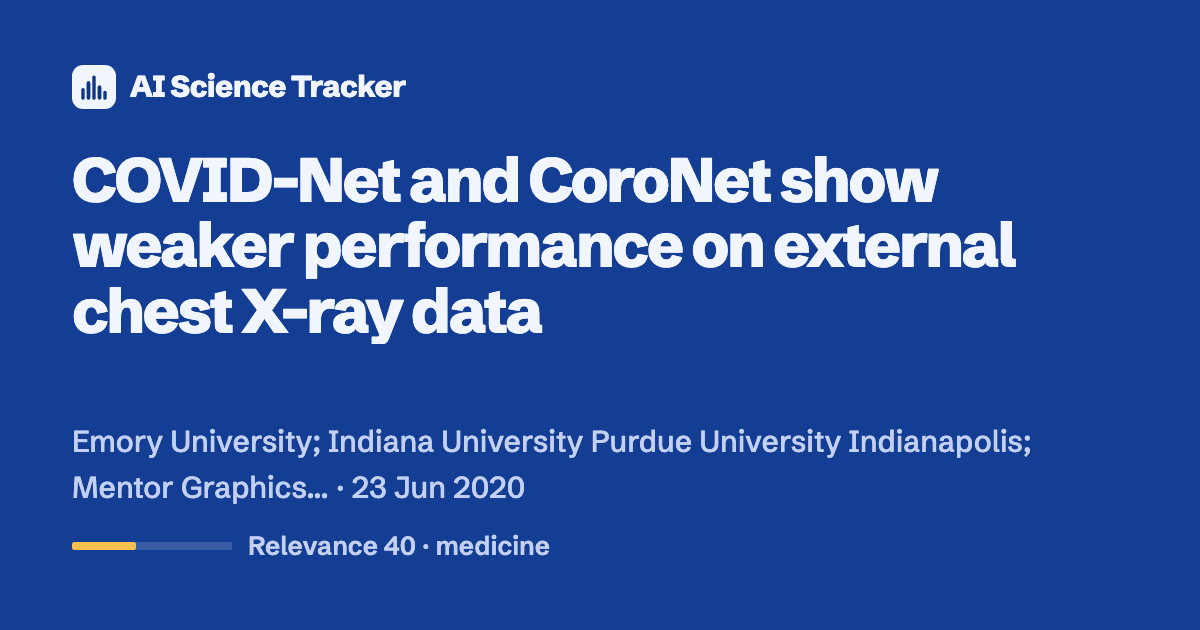 AI Science Tracker
COVID-Net and CoroNet show
weaker performance on external
chest X-ray data
Emory University; Indiana University Purdue University Indianapolis;
Mentor Graphics... · 23 Jun 2020
Relevance 40 · medicine